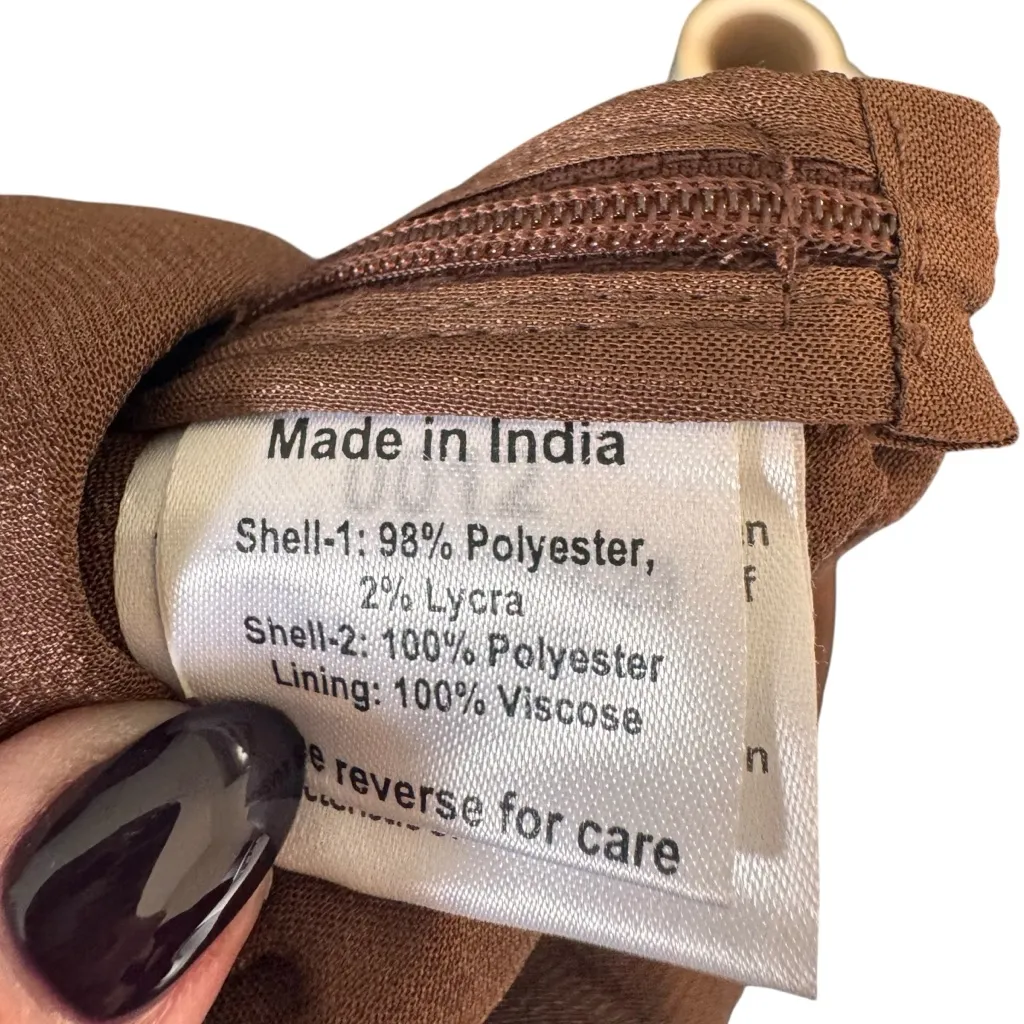 Made in India
Shell-1: 98% Polyester,
2% Lycra
Shell-2: 100% Polyester
Lining: 100% Viscose
reverse for care